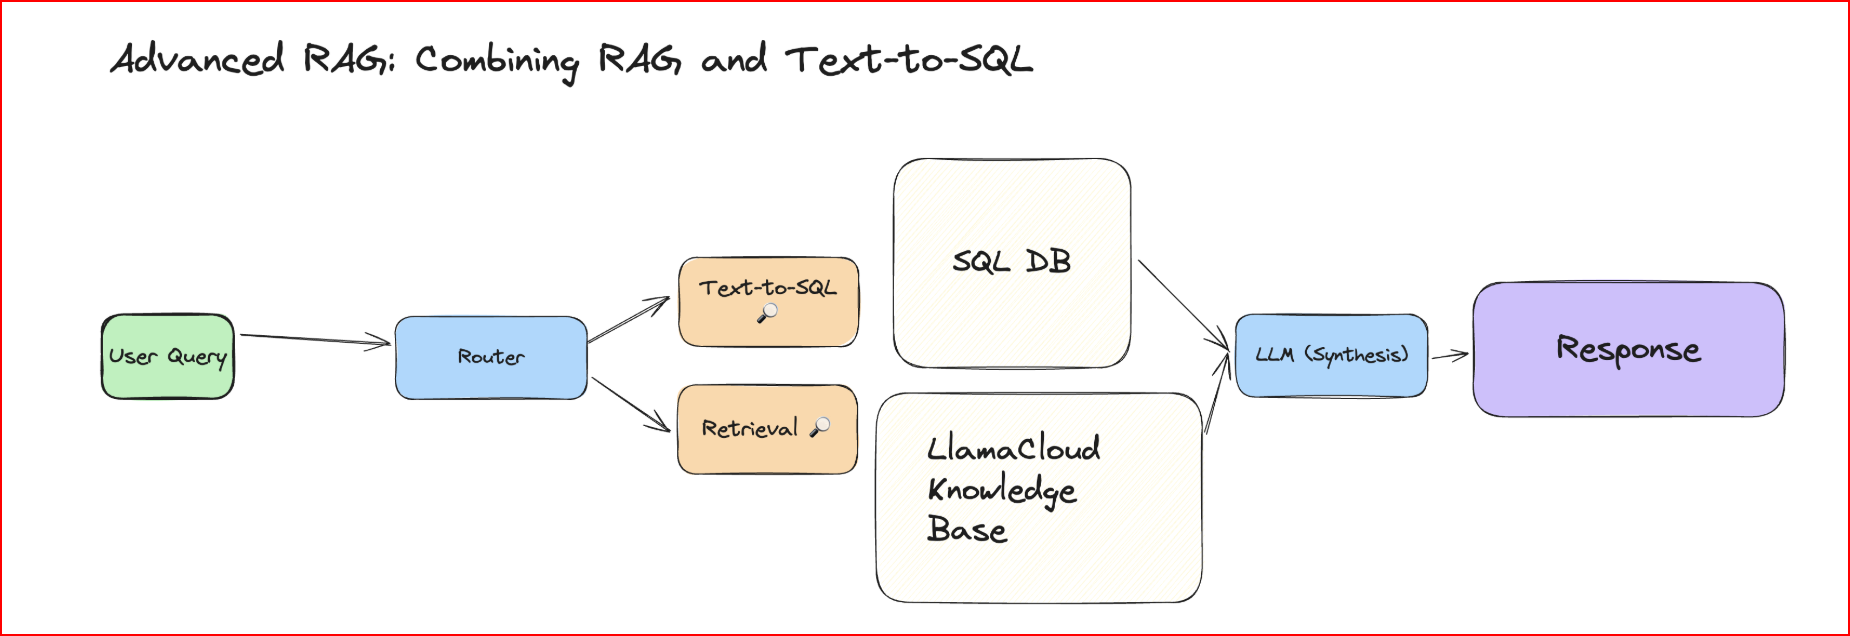 Advanced RAG: Combining RAG and Text-to-SQL
User Query
Router
Text-to-SQL
Retrieval
SQL DB
LlamaCloud
Knowledge
Base
LLM (Synthesis)
Response